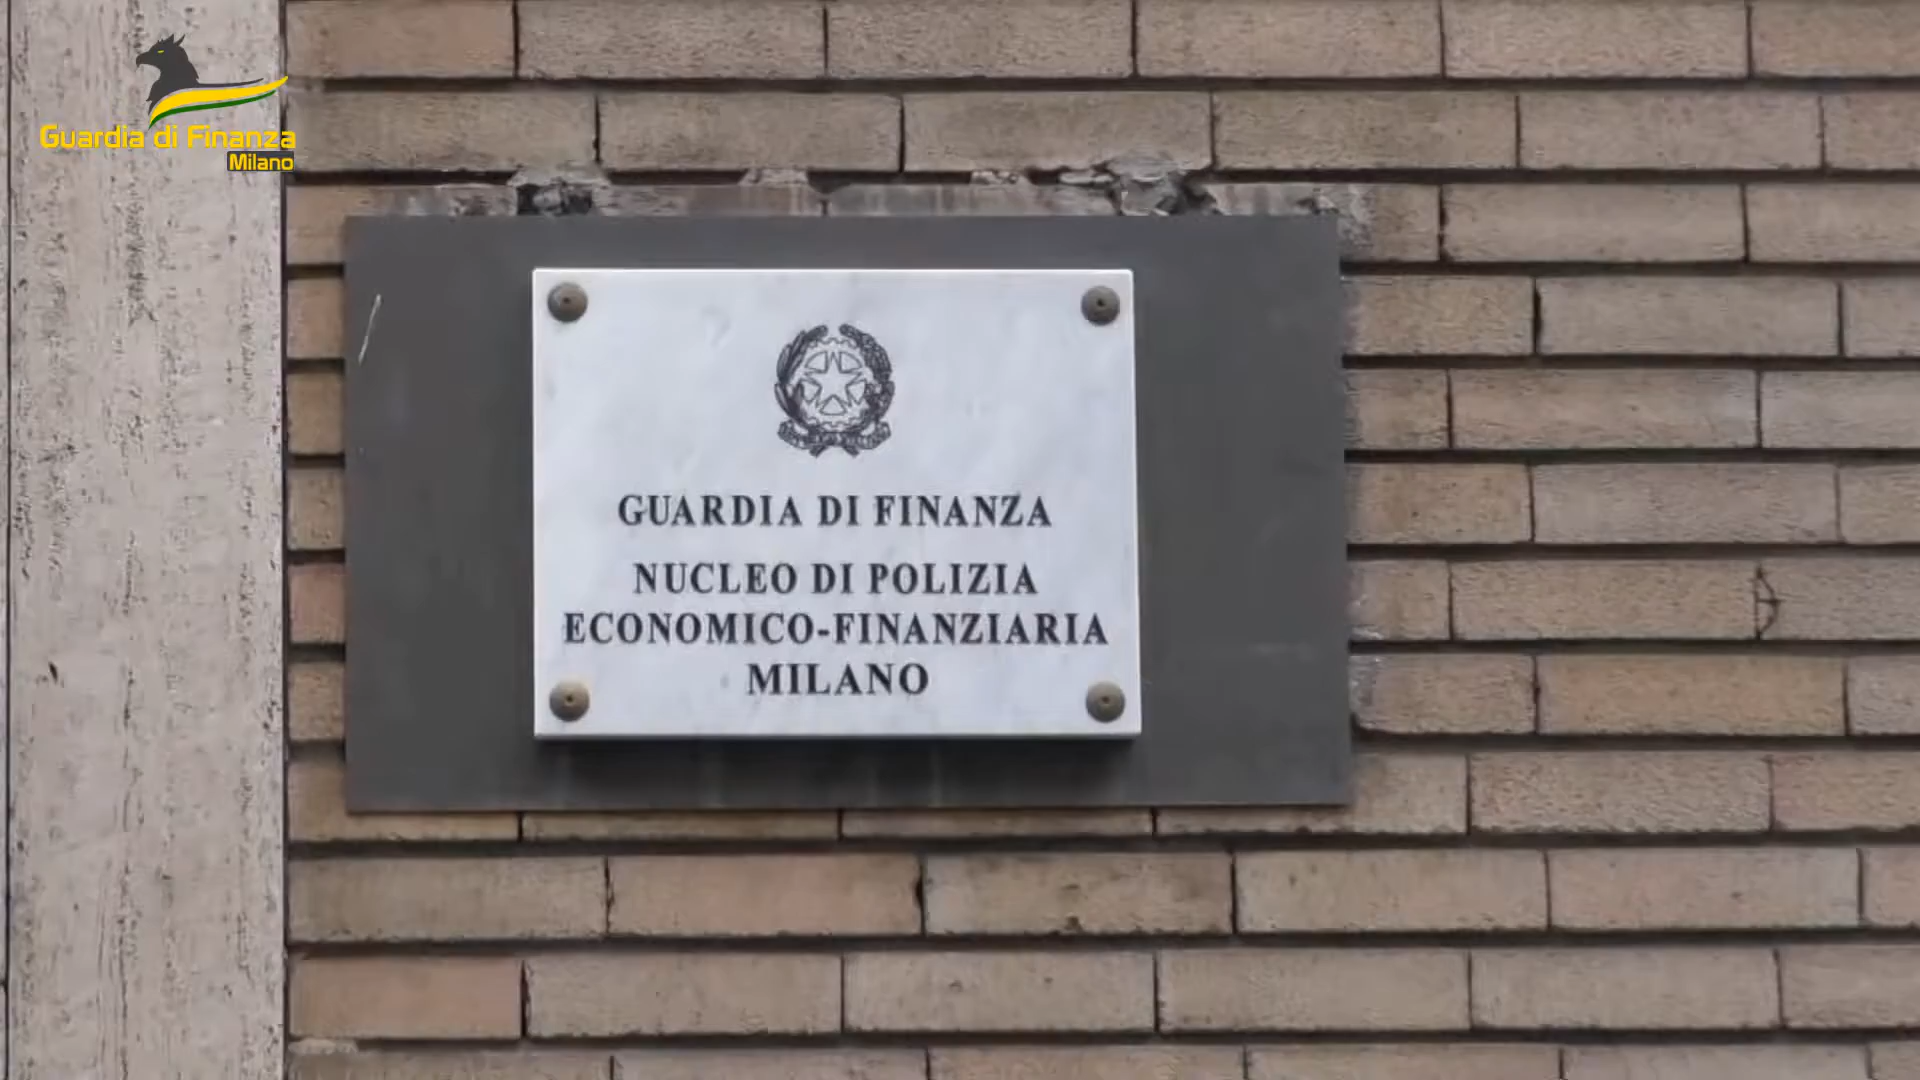 Guardia di Finanza
Milano
GUARDIA DI FINANZA
NUCLEO DI POLIZIA
ECONOMICO-FINANZIARIA
MILANO